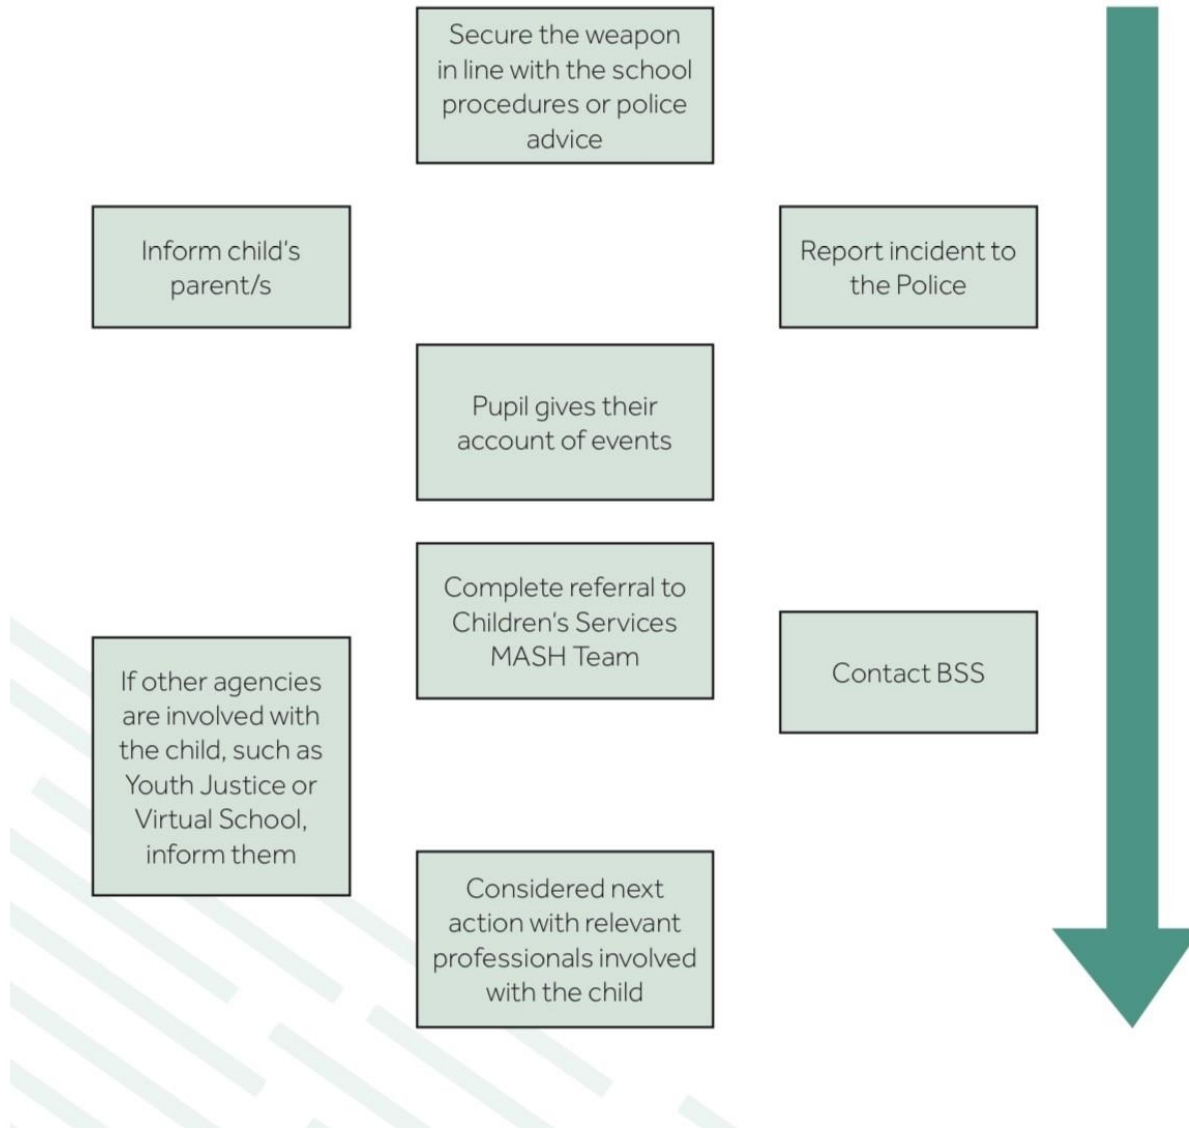 Secure the weapon
in line with the school
procedures or police
advice
Inform child's
parent/s
Report incident to
the Police
Pupil gives their
account of events
Complete referral to
Children's Services
MASH Team
Contact BSS
If other agencies
are involved with
the child, such as
Youth Justice or
Virtual School,
inform them
Considered next
action with relevant
professionals involved
with the child